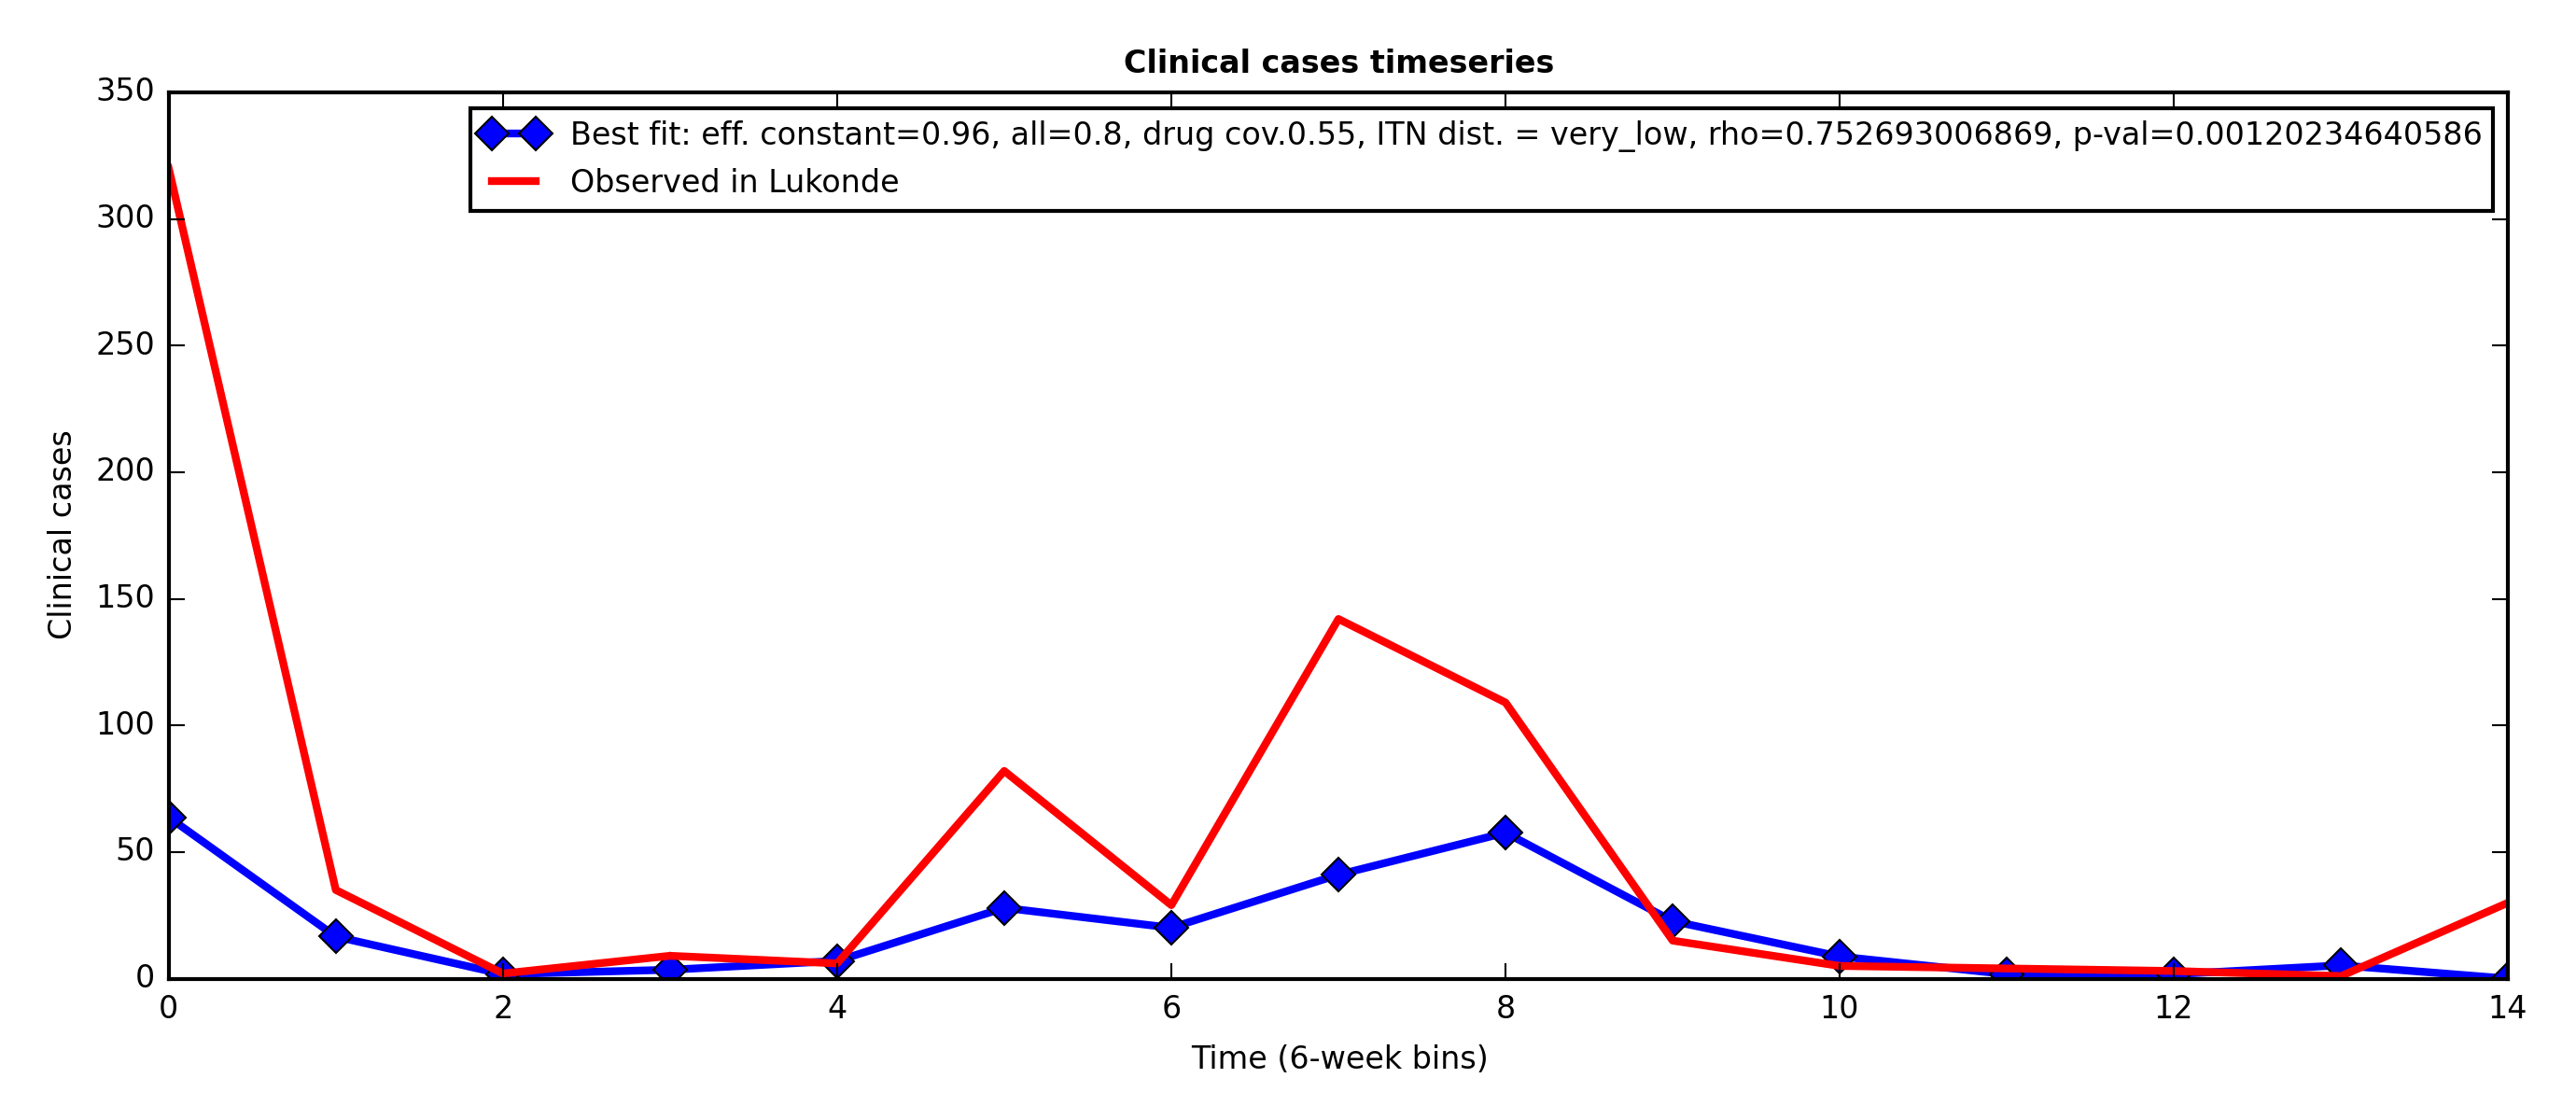 Clinical cases timeseries
Best fit: eff. constant=0.96, all=0.8, drug cov.0.55, ITN dist. = very_low, rho=0.752693006869, p-val=0.00120234640586
Observed in Lukonde
350
300
250
200
150
100
50
0
Clinical cases
0 2 4 6 8 10 12 14
Time (6-week bins)